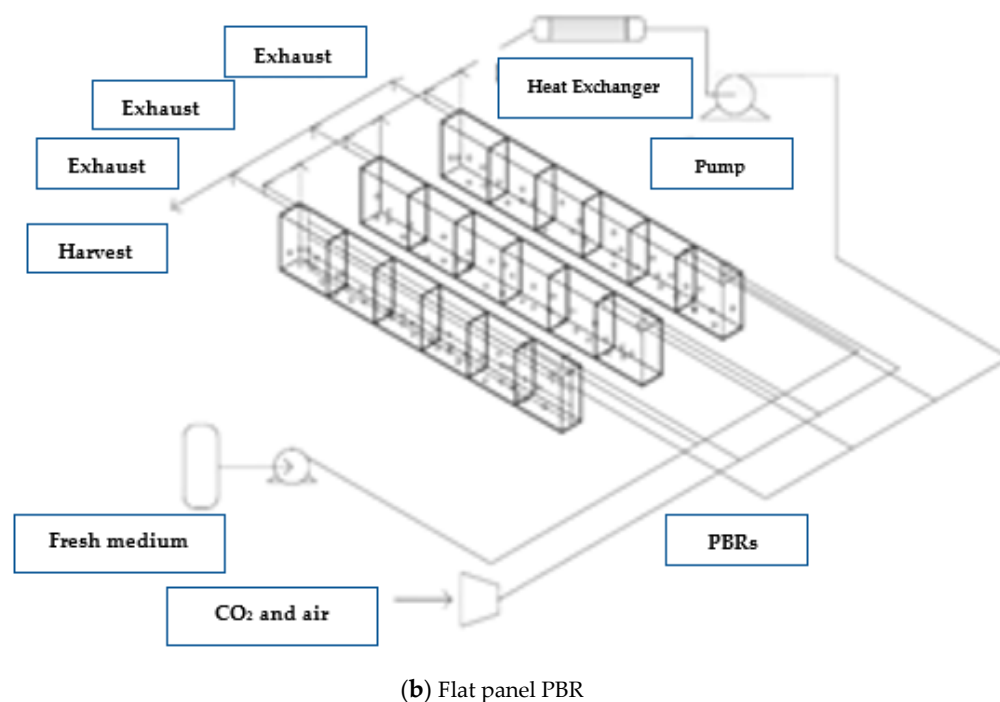 Exhaust
Heat Exchanger
Exhaust
Exhaust
Pump
Harvest
Fresh medium
PBRs
CO₂ and air
(b) Flat panel PBR